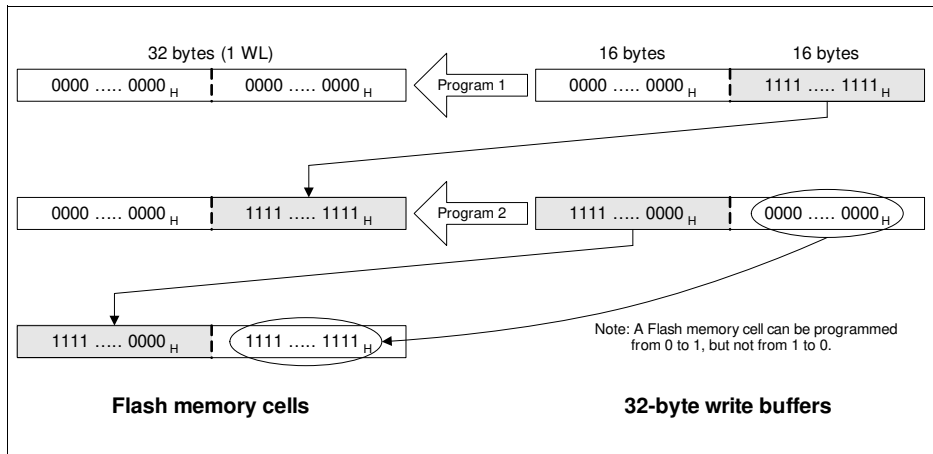 32 bytes (1 WL) 16 bytes 16 bytes
0000 ..... 0000 H 0000 ..... 0000 H Program 1 0000 ..... 0000 H 1111 ..... 1111 H
0000 ..... 0000 H 1111 ..... 1111 H Program 2 1111 ..... 0000 H 0000 ..... 0000 H
1111 ..... 0000 H 1111 ..... 1111 H
Note: A Flash memory cell can be programmed
from 0 to 1, but not from 1 to 0.
Flash memory cells 32-byte write buffers